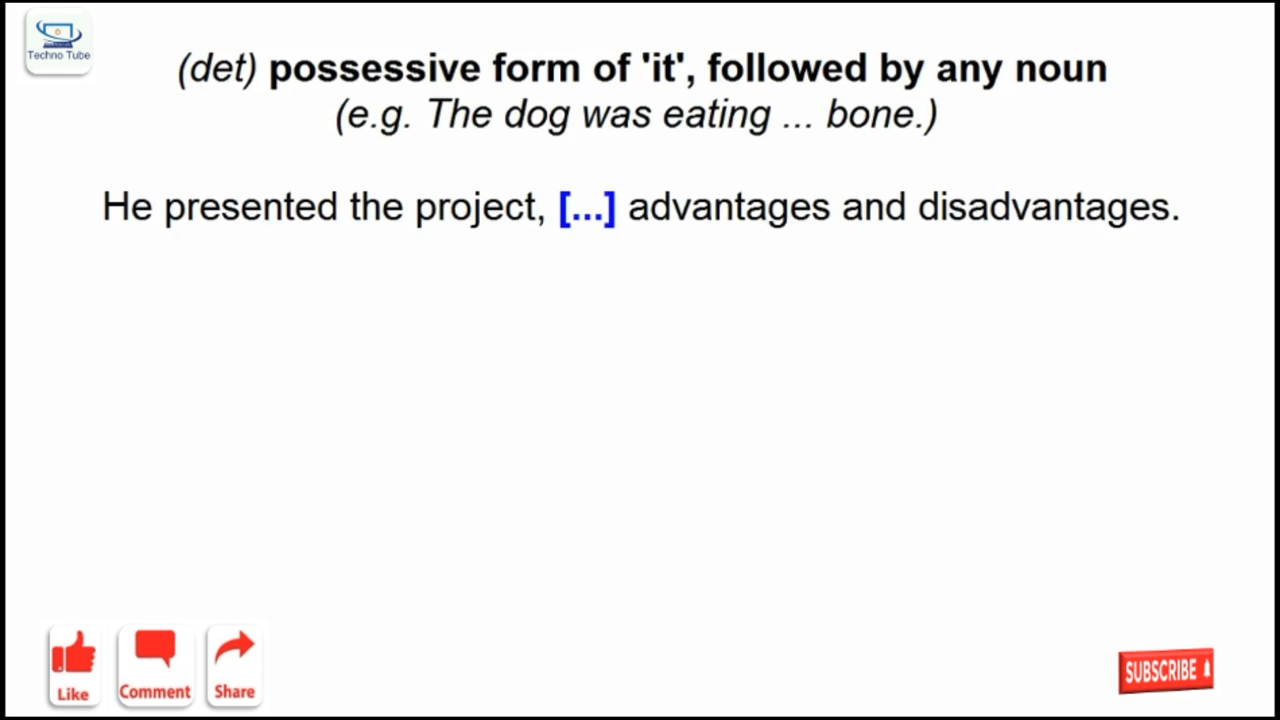 Techno Tube
(det) possessive form of 'it', followed by any noun
(e.g. The dog was eating ... bone.)
He presented the project, [...] advantages and disadvantages.
Like
Comment
Share
SUBSCRIBE